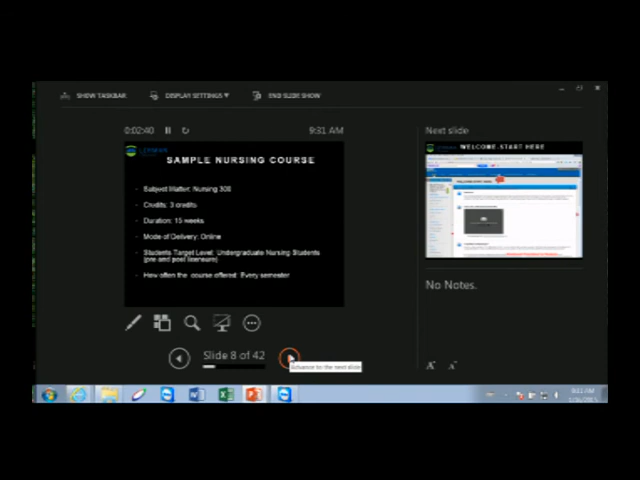 SHOW TASKBAR
DISPLAY SETTINGS
END SLIDE SHOW
0:02:40
9:31 AM
Next slide
LEHMAN
SAMPLE NURSING COURSE
Subject Matter: Nursing 300
Credits: 3 credits
Duration: 15 weeks
Mode of Delivery: Online
Students Target Level: Undergraduate Nursing Students
(pre and post licensure)
How often the course offered: Every semester
WELCOME-START HERE
No Notes.
Slide 8 of 42
Advance to the next slide
A A